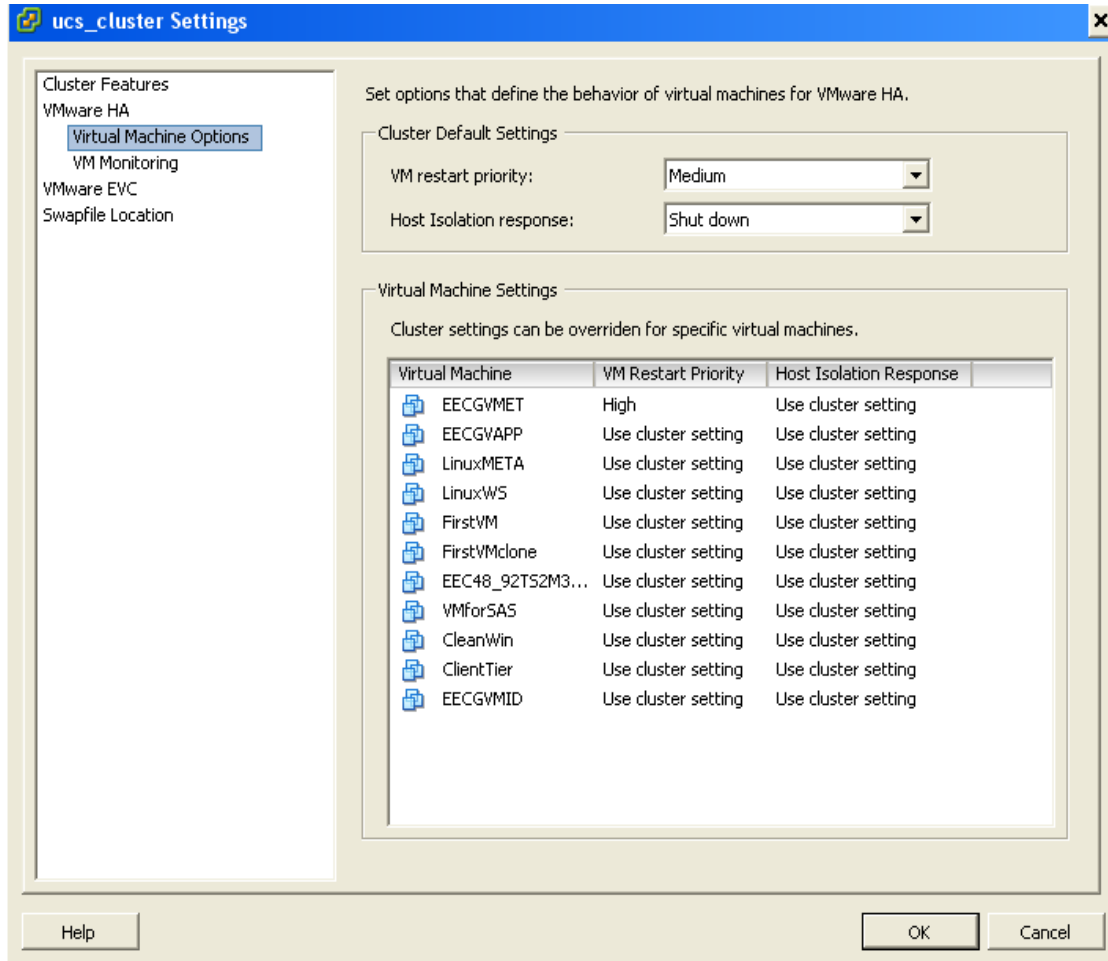 ucs_cluster Settings
Cluster Features
VMware HA
Virtual Machine Options
VM Monitoring
VMware EVC
Swapfile Location
Set options that define the behavior of virtual machines for VMware HA.
Cluster Default Settings
VM restart priority: Medium
Host Isolation response: Shut down
Virtual Machine Settings
Cluster settings can be overriden for specific virtual machines.
Virtual Machine VM Restart Priority Host Isolation Response
EECGVMET High Use cluster setting
EECGVAPP Use cluster setting Use cluster setting
LinuxMETA Use cluster setting Use cluster setting
LinuxWS Use cluster setting Use cluster setting
FirstVM Use cluster setting Use cluster setting
FirstVMclone Use cluster setting Use cluster setting
EEC48_92TS2M3... Use cluster setting Use cluster setting
VMforSAS Use cluster setting Use cluster setting
CleanWin Use cluster setting Use cluster setting
ClientTier Use cluster setting Use cluster setting
EECGVMID Use cluster setting Use cluster setting
Help OK Cancel